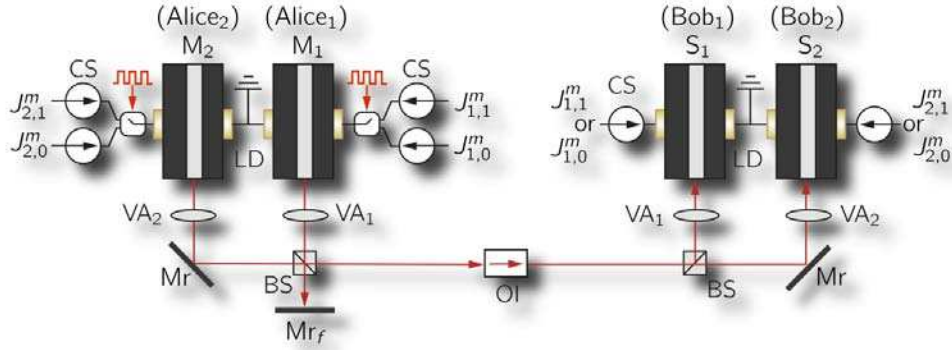 (Alice₂) (Alice₁) (Bob₁) (Bob₂)
M₂ M₁ S₁ S₂
CS CS CS
J₂,₁ᵐ J₁,₁ᵐ J₁,₁ᵐ J₂,₁ᵐ
or or
J₂,₀ᵐ J₁,₀ᵐ J₁,₀ᵐ J₂,₀ᵐ
LD LD
VA₂ VA₁ VA₁ VA₂
Mr BS OI BS Mr
Mr_f